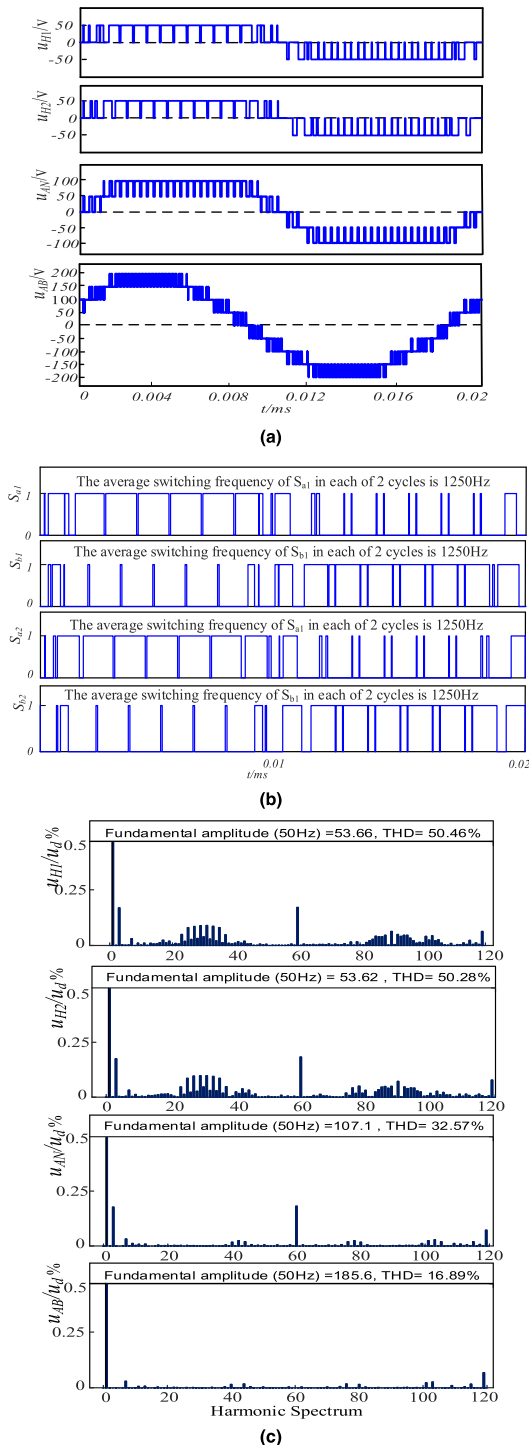 u_H1/V
50
0
-50
u_H2/V
50
0
-50
u_AN/V
100
50
0
-50
-100
u_AB/V
200
150
100
50
0
-50
-100
-150
-200
0 0.004 0.008 0.012 0.016 0.02
t/ms
(a)
S_a1
1
0
The average switching frequency of S_a1 in each of 2 cycles is 1250Hz
S_b1
1
0
The average switching frequency of S_b1 in each of 2 cycles is 1250Hz
S_a2
1
0
The average switching frequency of S_a1 in each of 2 cycles is 1250Hz
S_b2
1
0
The average switching frequency of S_b1 in each of 2 cycles is 1250Hz
0.01 0.02
t/ms
(b)
u_H1/u_d%
Fundamental amplitude (50Hz) =53.66, THD= 50.46%
0.5
0.25
0
0 20 40 60 80 100 120
u_H2/u_d%
Fundamental amplitude (50Hz) = 53.62 , THD= 50.28%
0.5
0.25
0
0 20 40 60 80 100 120
u_AN/u_d%
Fundamental amplitude (50Hz) =107.1 , THD= 32.57%
0.5
0.25
0
0 20 40 60 80 100 120
u_AB/u_d%
Fundamental amplitude (50Hz) =185.6, THD= 16.89%
0.5
0.25
0
0 20 40 60 80 100 120
Harmonic Spectrum
(c)